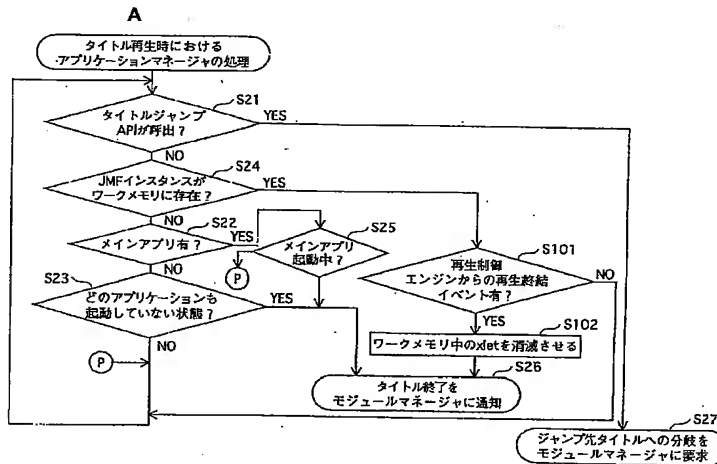 A
タイトル再生時における
アプリケーションマネージャの処理
S21
タイトルジャンプ
APIが呼出？
YES
NO
S24
JMFインスタンスが
ワークメモリに存在？
YES
NO
S22
メインアプリ有？
YES
NO
S25
メインアプリ
起動中？
P
S101
再生制御
エンジンからの再生終結
イベント有？
NO
YES
S23
どのアプリケーションも
起動していない状態？
YES
NO
P
S102
ワークメモリ中のxletを消滅させる
S26
タイトル終了を
モジュールマネージャに通知
S27
ジャンプ先タイトルへの分岐を
モジュールマネージャに要求